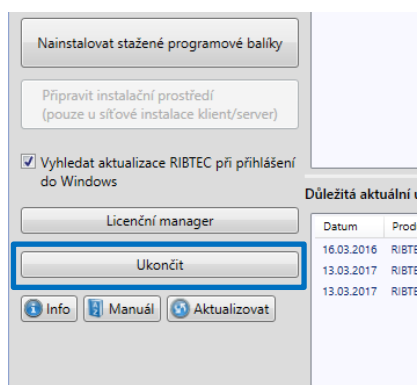 Nainstalovat stažené programové balíky
Připravit instalační prostředí
(pouze u síťové instalace klient/server)
Vyhledat aktualizace RIBTEC při přihlášení
do Windows
Licenční manager
Ukončit
Info
Manuál
Aktualizovat
Důležitá aktuální
Datum
16.03.2016
13.03.2017
13.03.2017